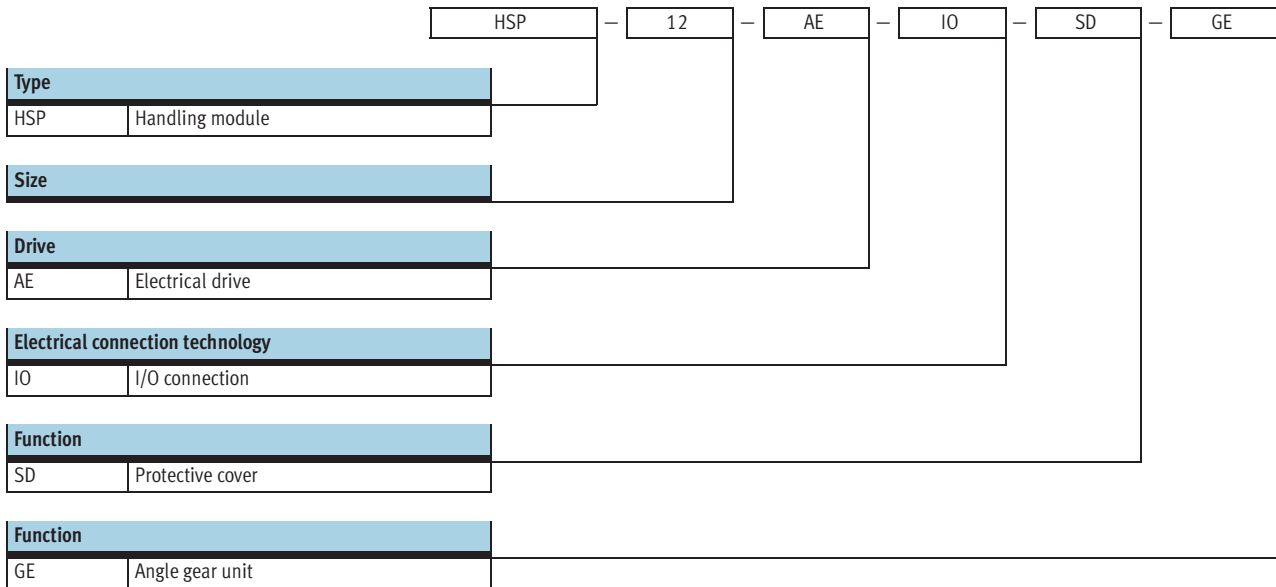 HSP – 12 – AE – IO – SD – GE
Type
HSP Handling module
Size
Drive
AE Electrical drive
Electrical connection technology
IO I/O connection
Function
SD Protective cover
Function
GE Angle gear unit